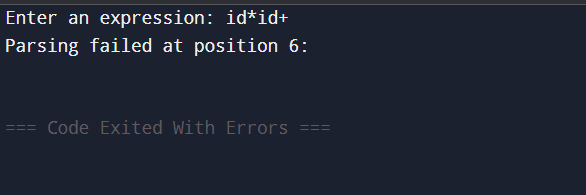 Enter an expression: id*id+
Parsing failed at position 6:
=== Code Exited With Errors ===